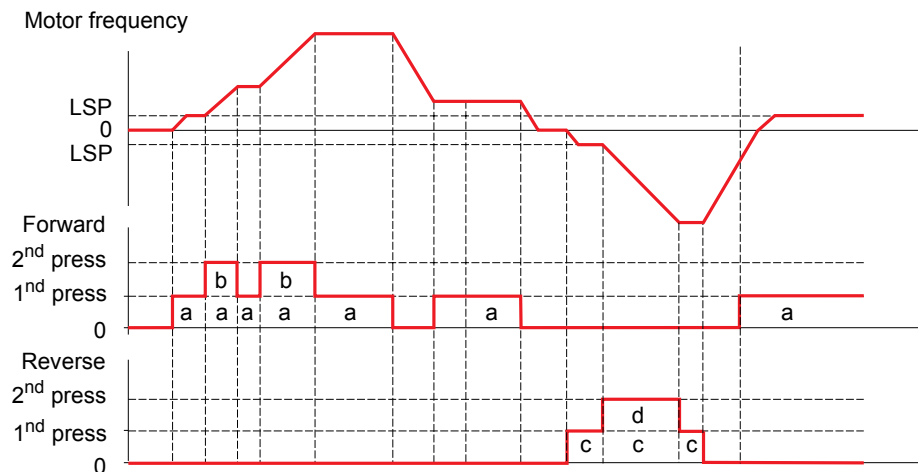 Motor frequency
LSP
0
LSP
Forward
2nd press
b b
1nd press
a a a a a a a
0
Reverse
2nd press
d
1nd press
c c c
0